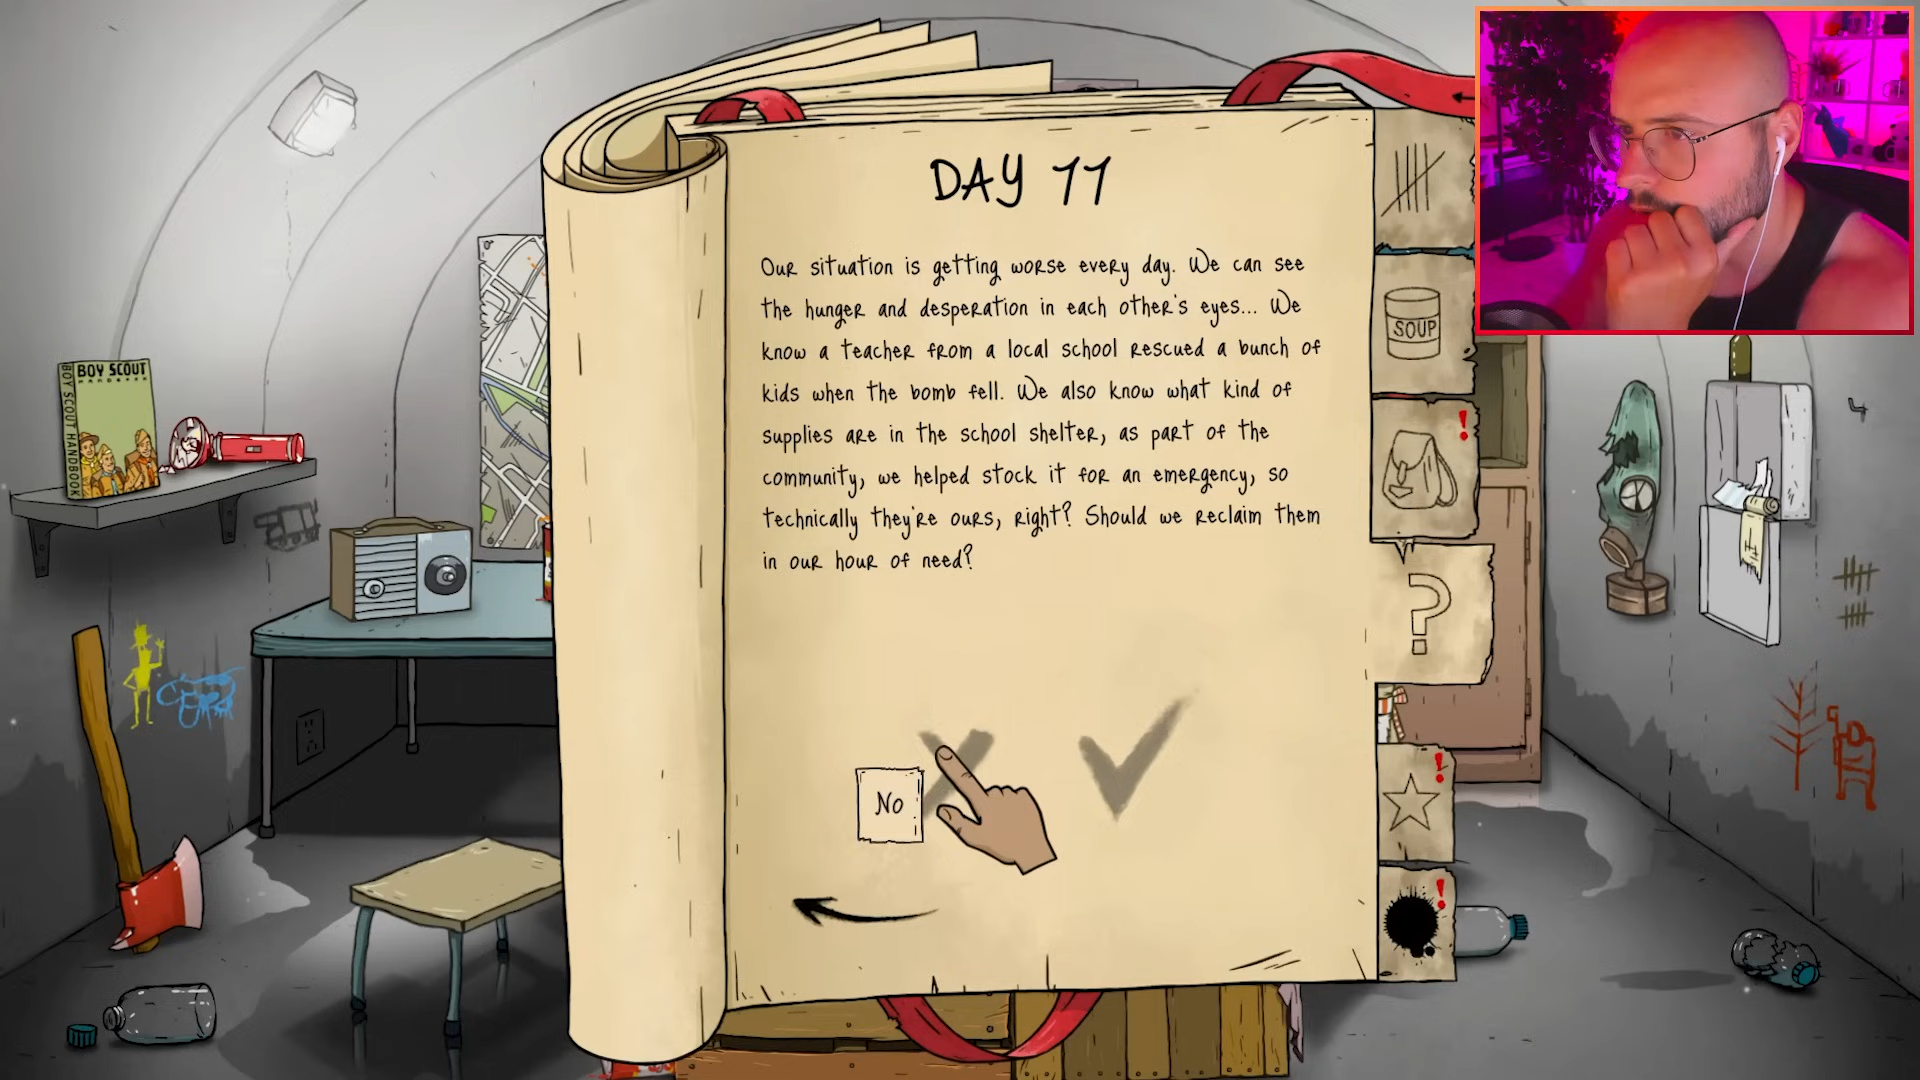 DAY 11
Our situation is getting worse every day. We can see
the hunger and desperation in each other's eyes... We
know a teacher from a local school rescued a bunch of
kids when the bomb fell. We also know what kind of
supplies are in the school shelter, as part of the
community, we helped stock it for an emergency, so
technically they're ours, right? Should we reclaim them
in our hour of need?
No
SOUP
?
BOY SCOUT
HANDBOOK
BOY SCOUT HANDBOOK